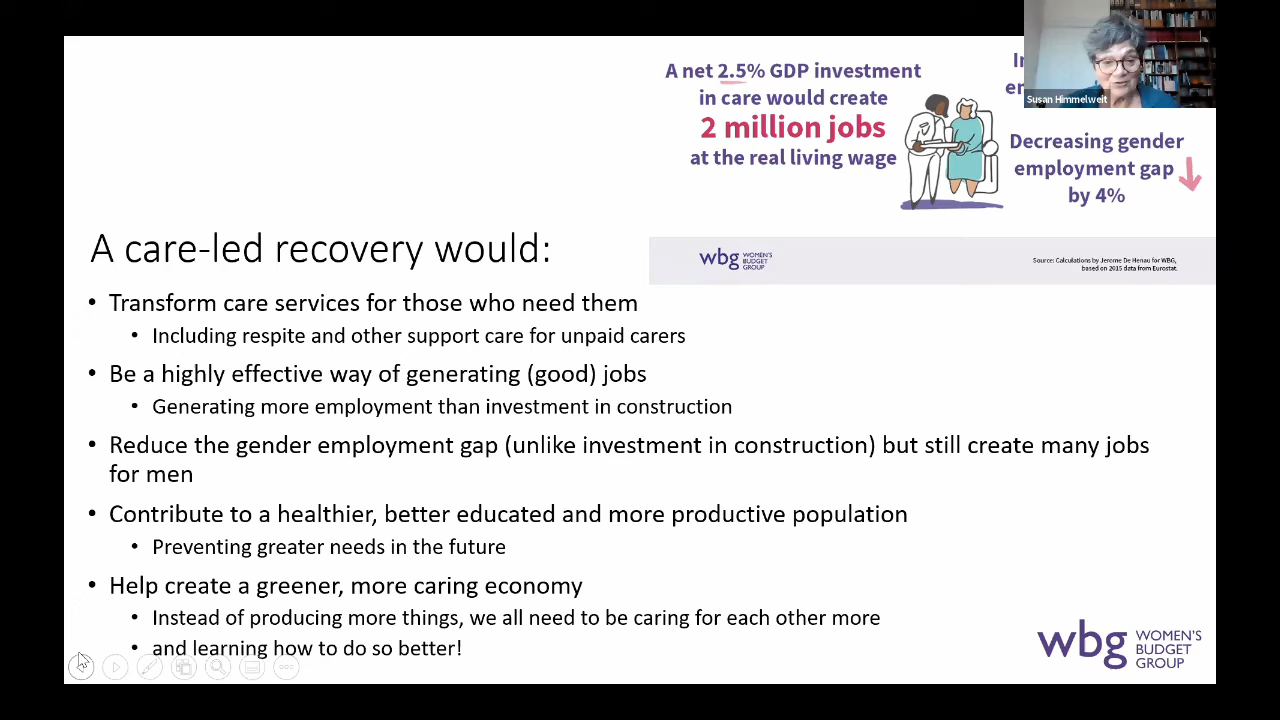 A net 2.5% GDP investment
in care would create
2 million jobs
at the real living wage
Susan Himmelweit
Decreasing gender
employment gap
by 4%
wbg WOMEN'S
BUDGET
GROUP
Source: Calculations by Jerome De Henau for WBG,
based on 2015 data from Eurostat.
A care-led recovery would:
• Transform care services for those who need them
• Including respite and other support care for unpaid carers
• Be a highly effective way of generating (good) jobs
• Generating more employment than investment in construction
• Reduce the gender employment gap (unlike investment in construction) but still create many jobs
for men
• Contribute to a healthier, better educated and more productive population
• Preventing greater needs in the future
• Help create a greener, more caring economy
• Instead of producing more things, we all need to be caring for each other more
• and learning how to do so better!
wbg WOMEN'S
BUDGET
GROUP